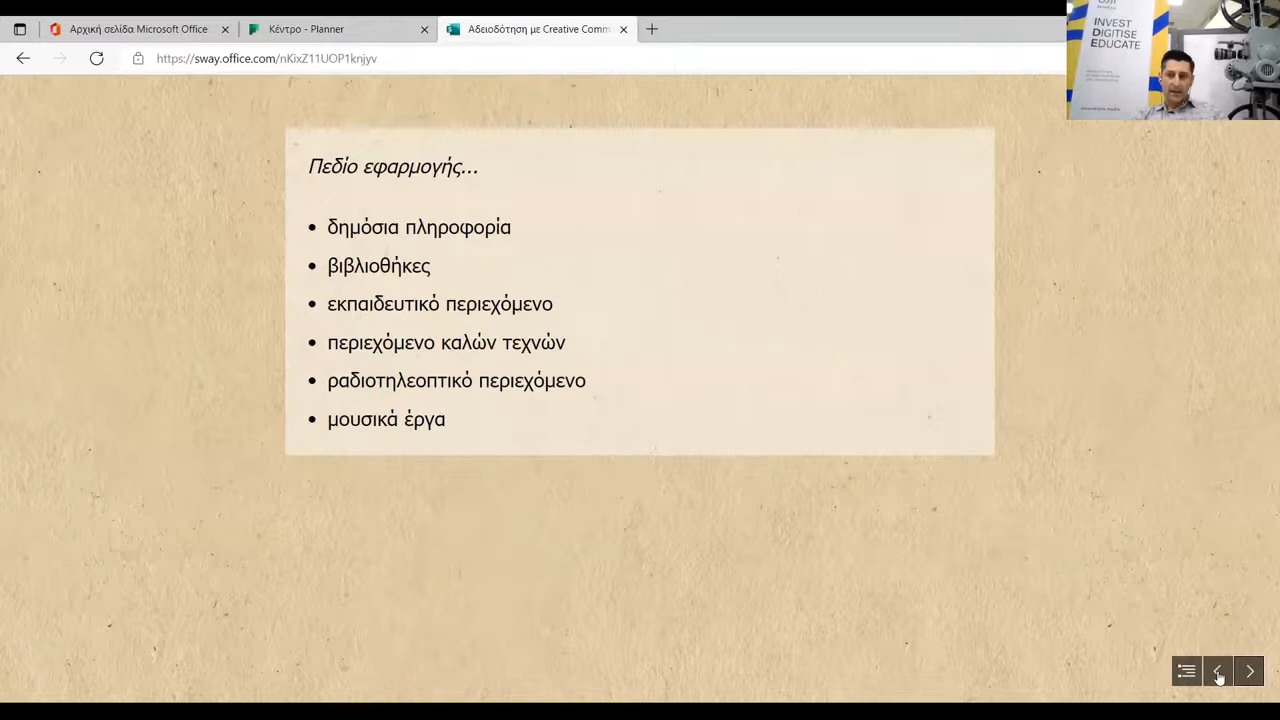 Αρχική σελίδα Microsoft Office
Κέντρο - Planner
Αδειοδότηση με Creative Comm
https://sway.office.com/nKixZ11UOP1knjyv
INVEST
DIGITISE
EDUCATE
Πεδίο εφαρμογής...
• δημόσια πληροφορία
• βιβλιοθήκες
• εκπαιδευτικό περιεχόμενο
• περιεχόμενο καλών τεχνών
• ραδιοτηλεοπτικό περιεχόμενο
• μουσικά έργα